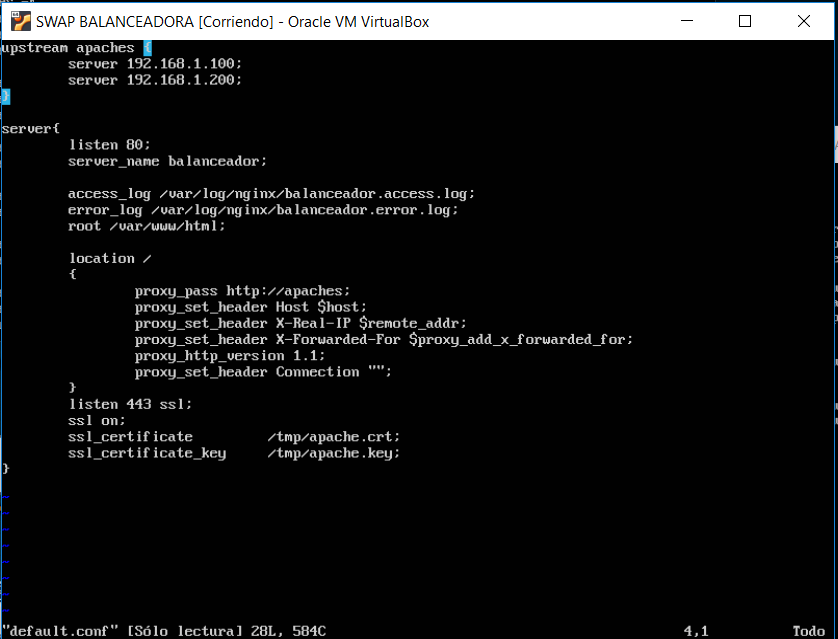 SWAP BALANCEADORA [Corriendo] - Oracle VM VirtualBox
upstream apaches {
        server 192.168.1.100;
        server 192.168.1.200;
}
server{
        listen 80;
        server_name balanceador;
        access_log /var/log/nginx/balanceador.access.log;
        error_log /var/log/nginx/balanceador.error.log;
        root /var/www/html;
        location /
        {
                proxy_pass http://apaches;
                proxy_set_header Host $host;
                proxy_set_header X-Real-IP $remote_addr;
                proxy_set_header X-Forwarded-For $proxy_add_x_forwarded_for;
                proxy_http_version 1.1;
                proxy_set_header Connection "";
        }
        listen 443 ssl;
        ssl on;
        ssl_certificate         /tmp/apache.crt;
        ssl_certificate_key     /tmp/apache.key;
}
~
~
~
~
~
~
~
~
"default.conf" [Sólo lectura] 28L, 584C 4,1 Todo